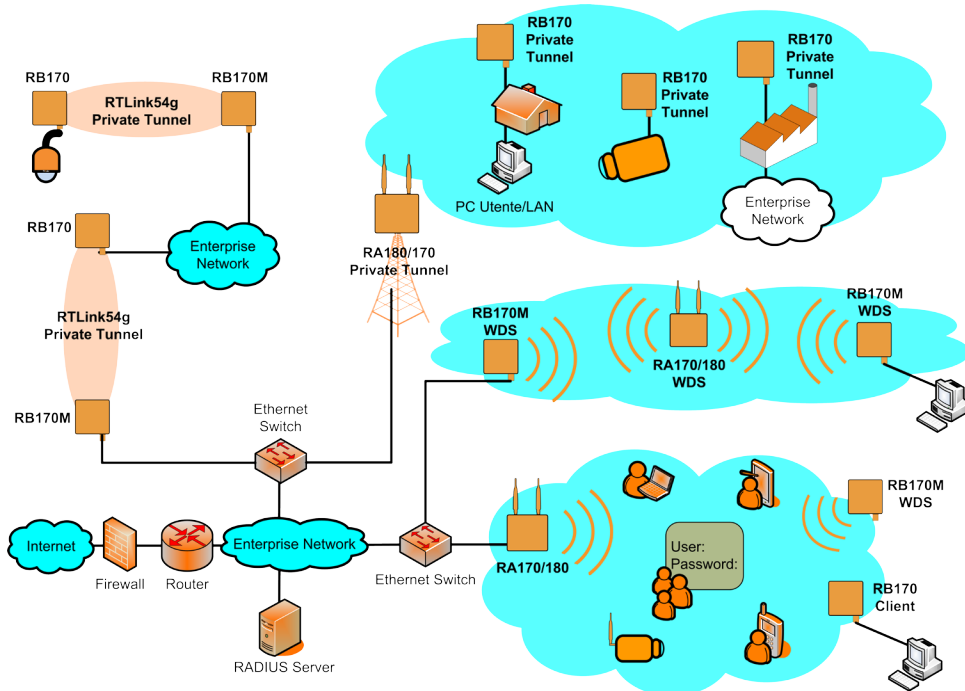 RB170
RB170M
RTLink54g
Private Tunnel
RB170
Enterprise
Network
RTLink54g
Private Tunnel
RB170M
RA180/170
Private Tunnel
RB170
Private
Tunnel
PC Utente/LAN
RB170
Private
Tunnel
RB170
Private
Tunnel
Enterprise
Network
RB170M
WDS
RA170/180
WDS
RB170M
WDS
Ethernet
Switch
Internet
Firewall
Router
Enterprise Network
RADIUS Server
Ethernet Switch
RA170/180
User:
Password:
RB170M
WDS
RB170
Client